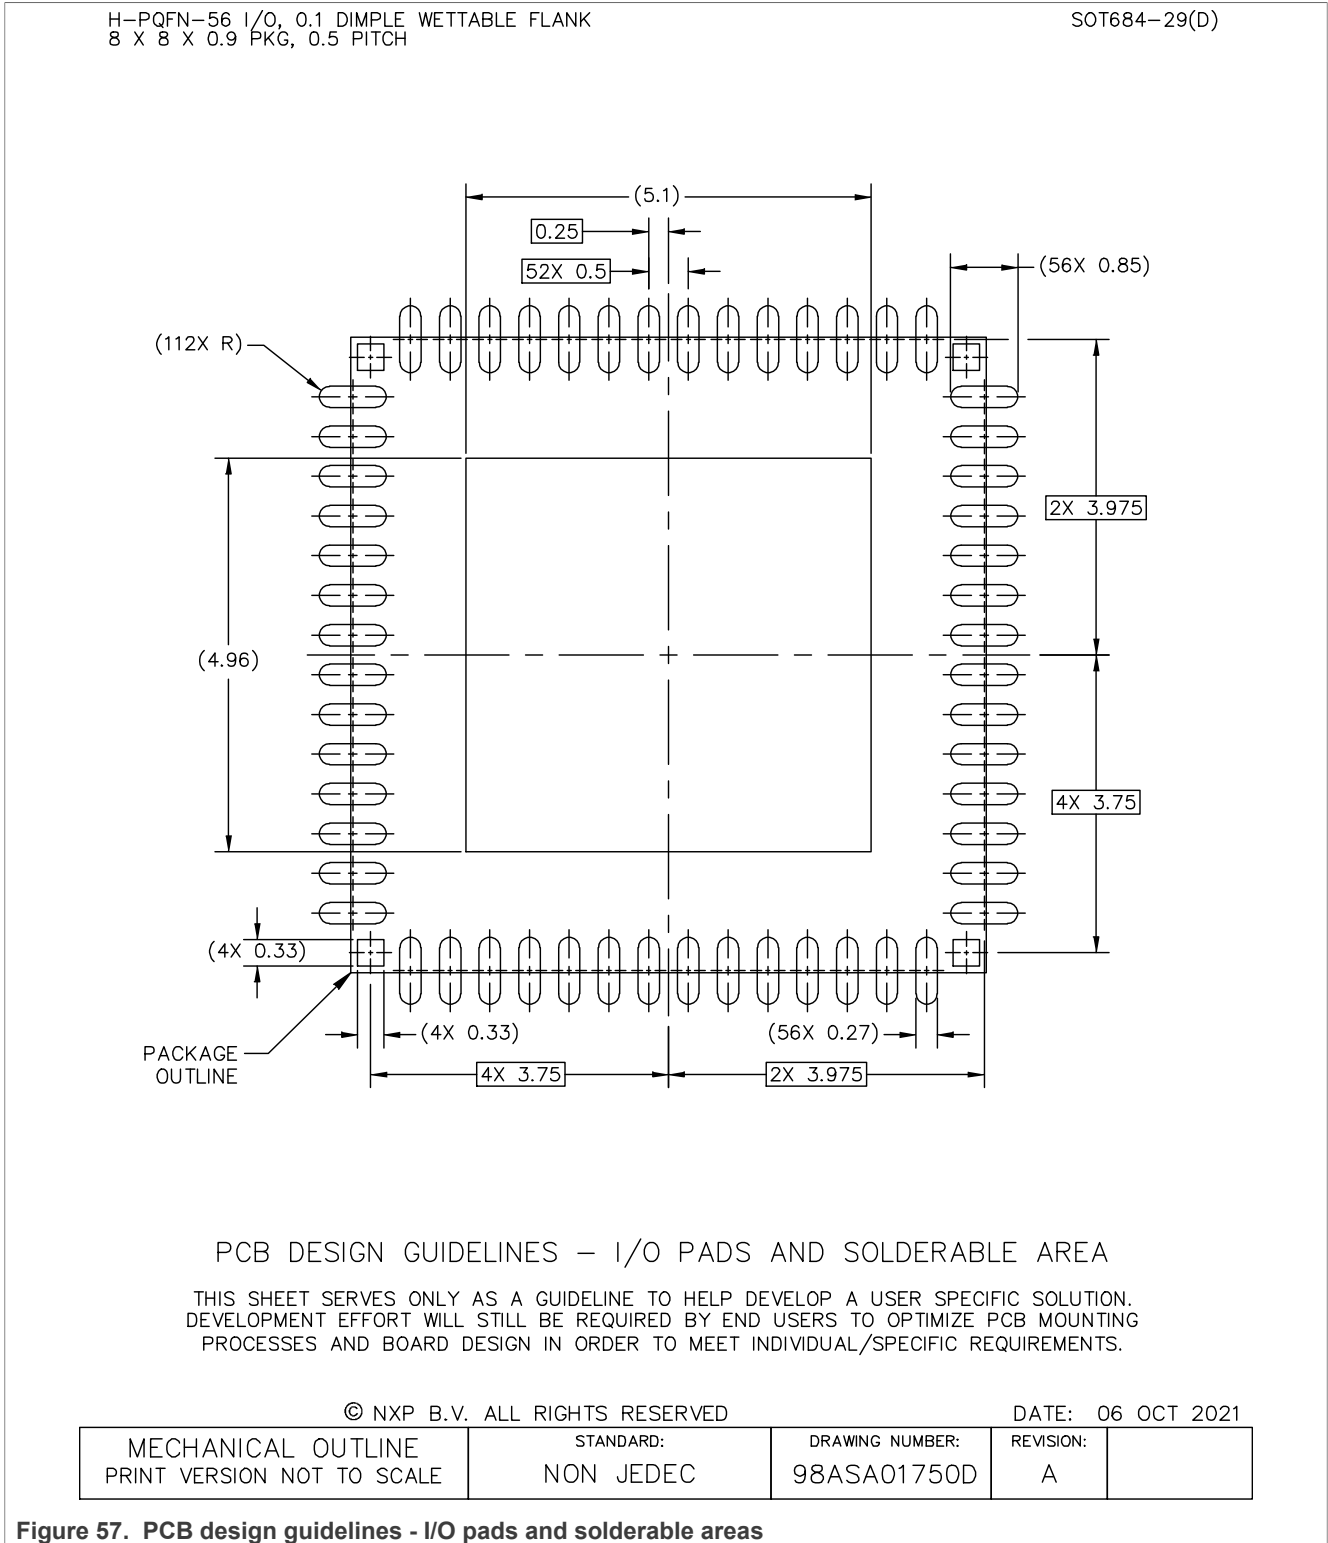 H-PQFN-56 I/O, 0.1 DIMPLE WETTABLE FLANK
8 X 8 X 0.9 PKG, 0.5 PITCH
SOT684-29(D)
(5.1)
0.25
52X 0.5
(56X 0.85)
(112X R)
2X 3.975
(4.96)
4X 3.75
(4X 0.33)
(4X 0.33)
(56X 0.27)
PACKAGE
OUTLINE
4X 3.75
2X 3.975
PCB DESIGN GUIDELINES - I/O PADS AND SOLDERABLE AREA
THIS SHEET SERVES ONLY AS A GUIDELINE TO HELP DEVELOP A USER SPECIFIC SOLUTION.
DEVELOPMENT EFFORT WILL STILL BE REQUIRED BY END USERS TO OPTIMIZE PCB MOUNTING
PROCESSES AND BOARD DESIGN IN ORDER TO MEET INDIVIDUAL/SPECIFIC REQUIREMENTS.
© NXP B.V. ALL RIGHTS RESERVED
DATE: 06 OCT 2021
MECHANICAL OUTLINE
PRINT VERSION NOT TO SCALE
STANDARD:
NON JEDEC
DRAWING NUMBER:
98ASA01750D
REVISION:
A
Figure 57. PCB design guidelines - I/O pads and solderable areas